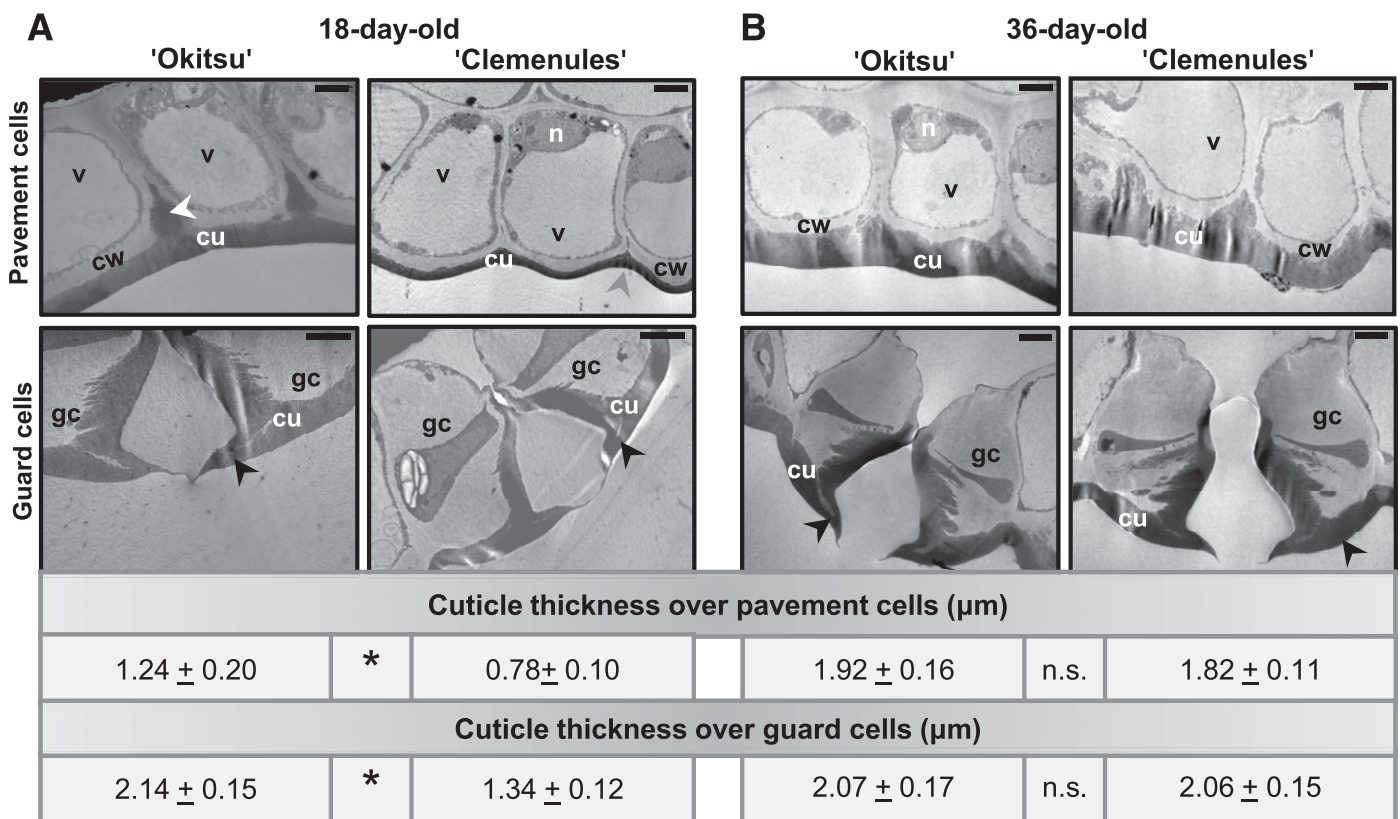 A
18-day-old
'Okitsu' 'Clemenules'
B
36-day-old
'Okitsu' 'Clemenules'
Pavement cells
v
v
cu
cw
n
v
v
cu
cw
n
v
cw
cu
v
cu
cw
Guard cells
gc
gc
cu
gc
gc
cu
cu
gc
gc
cu
Cuticle thickness over pavement cells (µm)
1.24 ± 0.20 * 0.78± 0.10 1.92 ± 0.16 n.s. 1.82 ± 0.11
Cuticle thickness over guard cells (µm)
2.14 ± 0.15 * 1.34 ± 0.12 2.07 ± 0.17 n.s. 2.06 ± 0.15